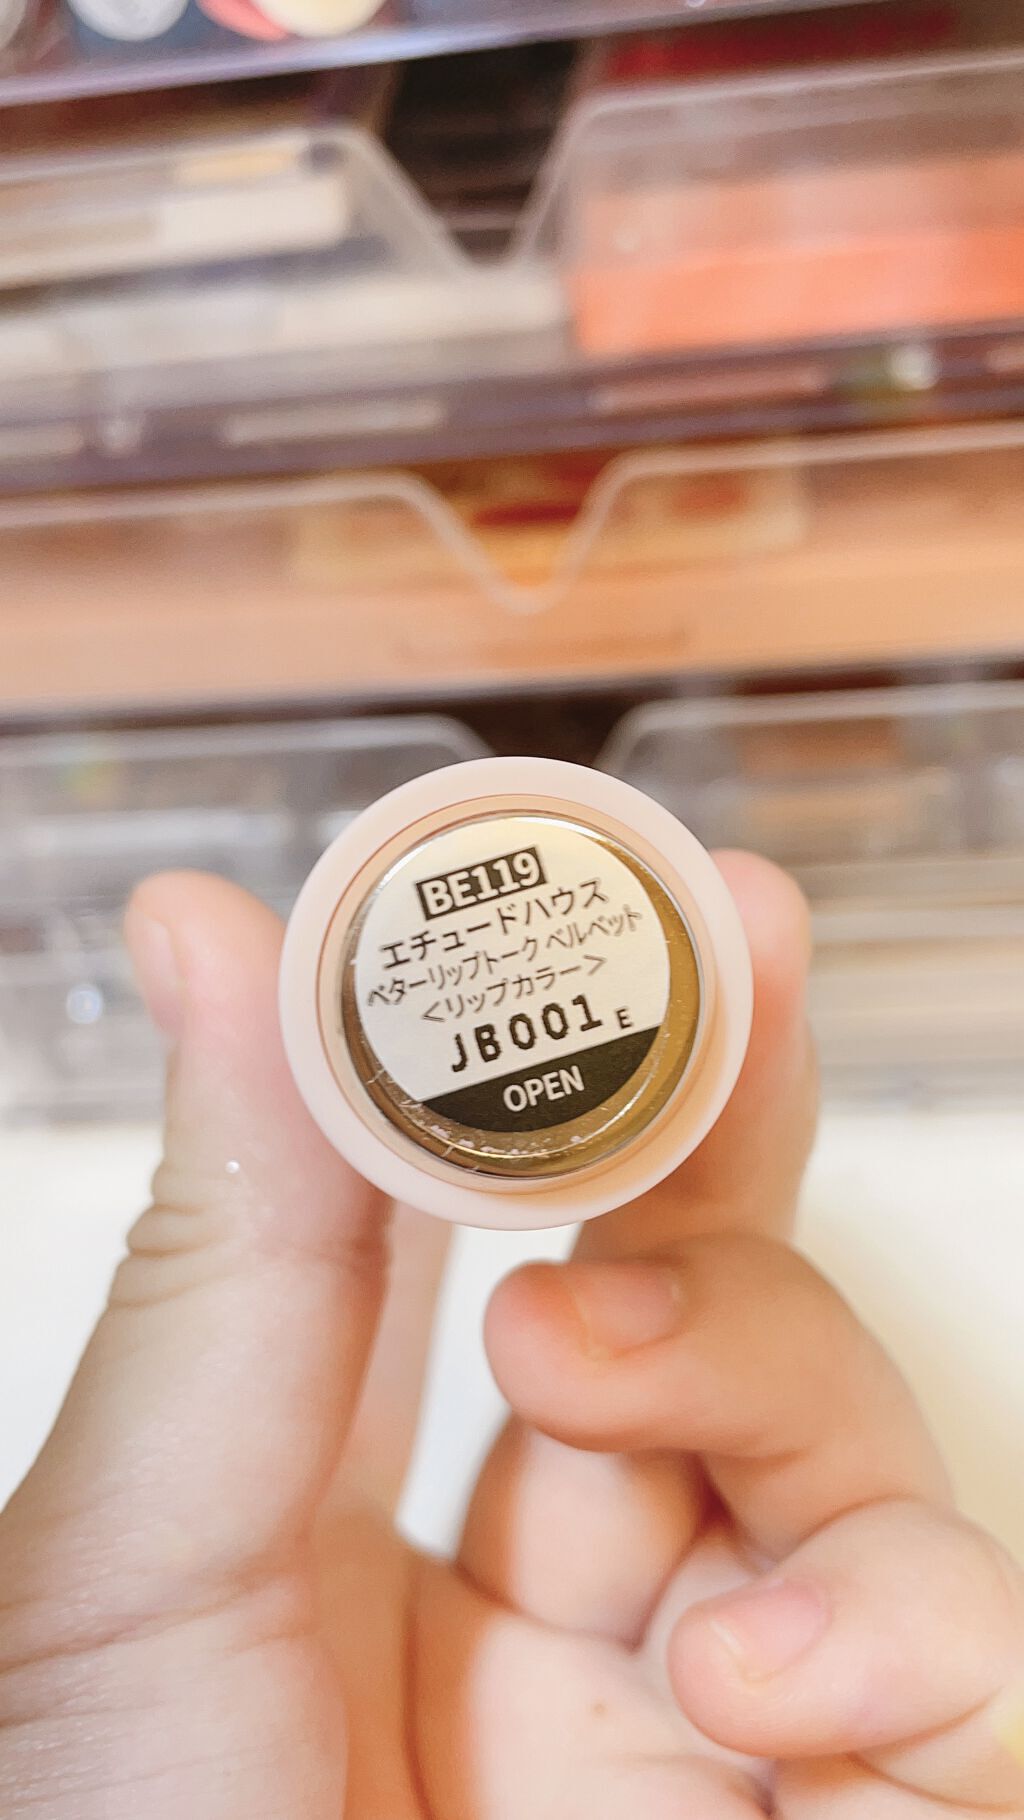 BE119
エチュードハウス
ベターリップトーク ベルベット
<リップカラー>
JB001 E
OPEN